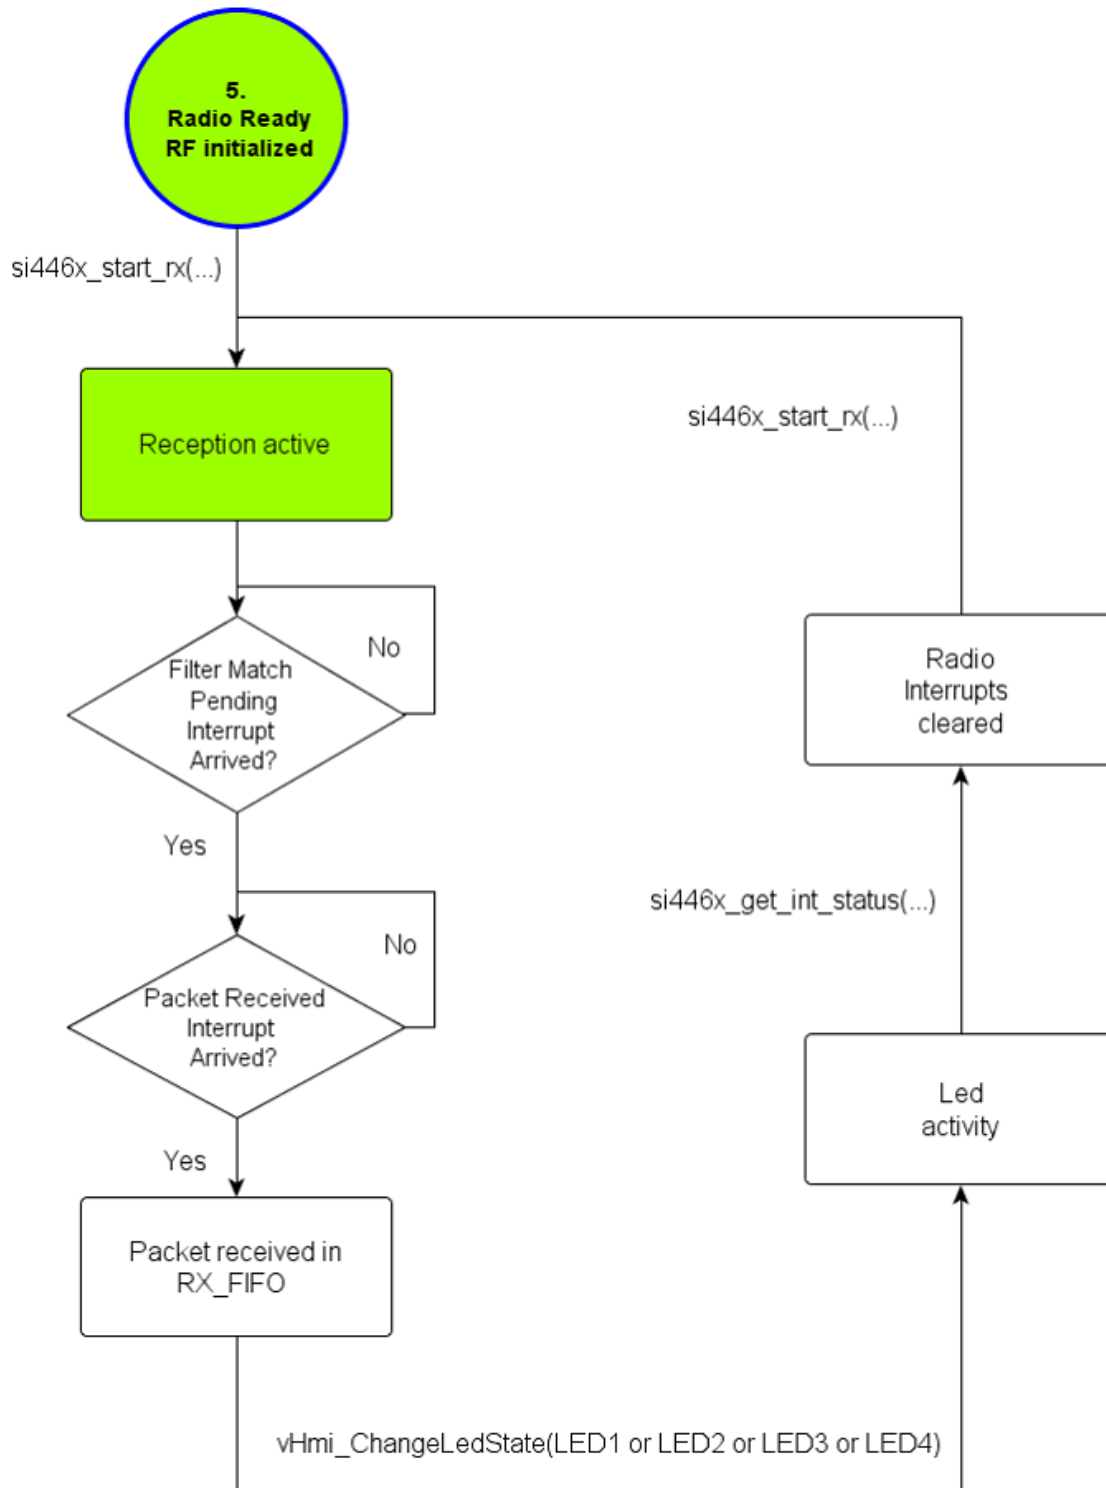 5.
Radio Ready
RF initialized
si446x_start_rx(...)
Reception active
si446x_start_rx(...)
No
Filter Match
Pending
Interrupt
Arrived?
Radio
Interrupts
cleared
Yes
si446x_get_int_status(...)
No
Packet Received
Interrupt
Arrived?
Led
activity
Yes
Packet received in
RX_FIFO
vHmi_ChangeLedState(LED1 or LED2 or LED3 or LED4)